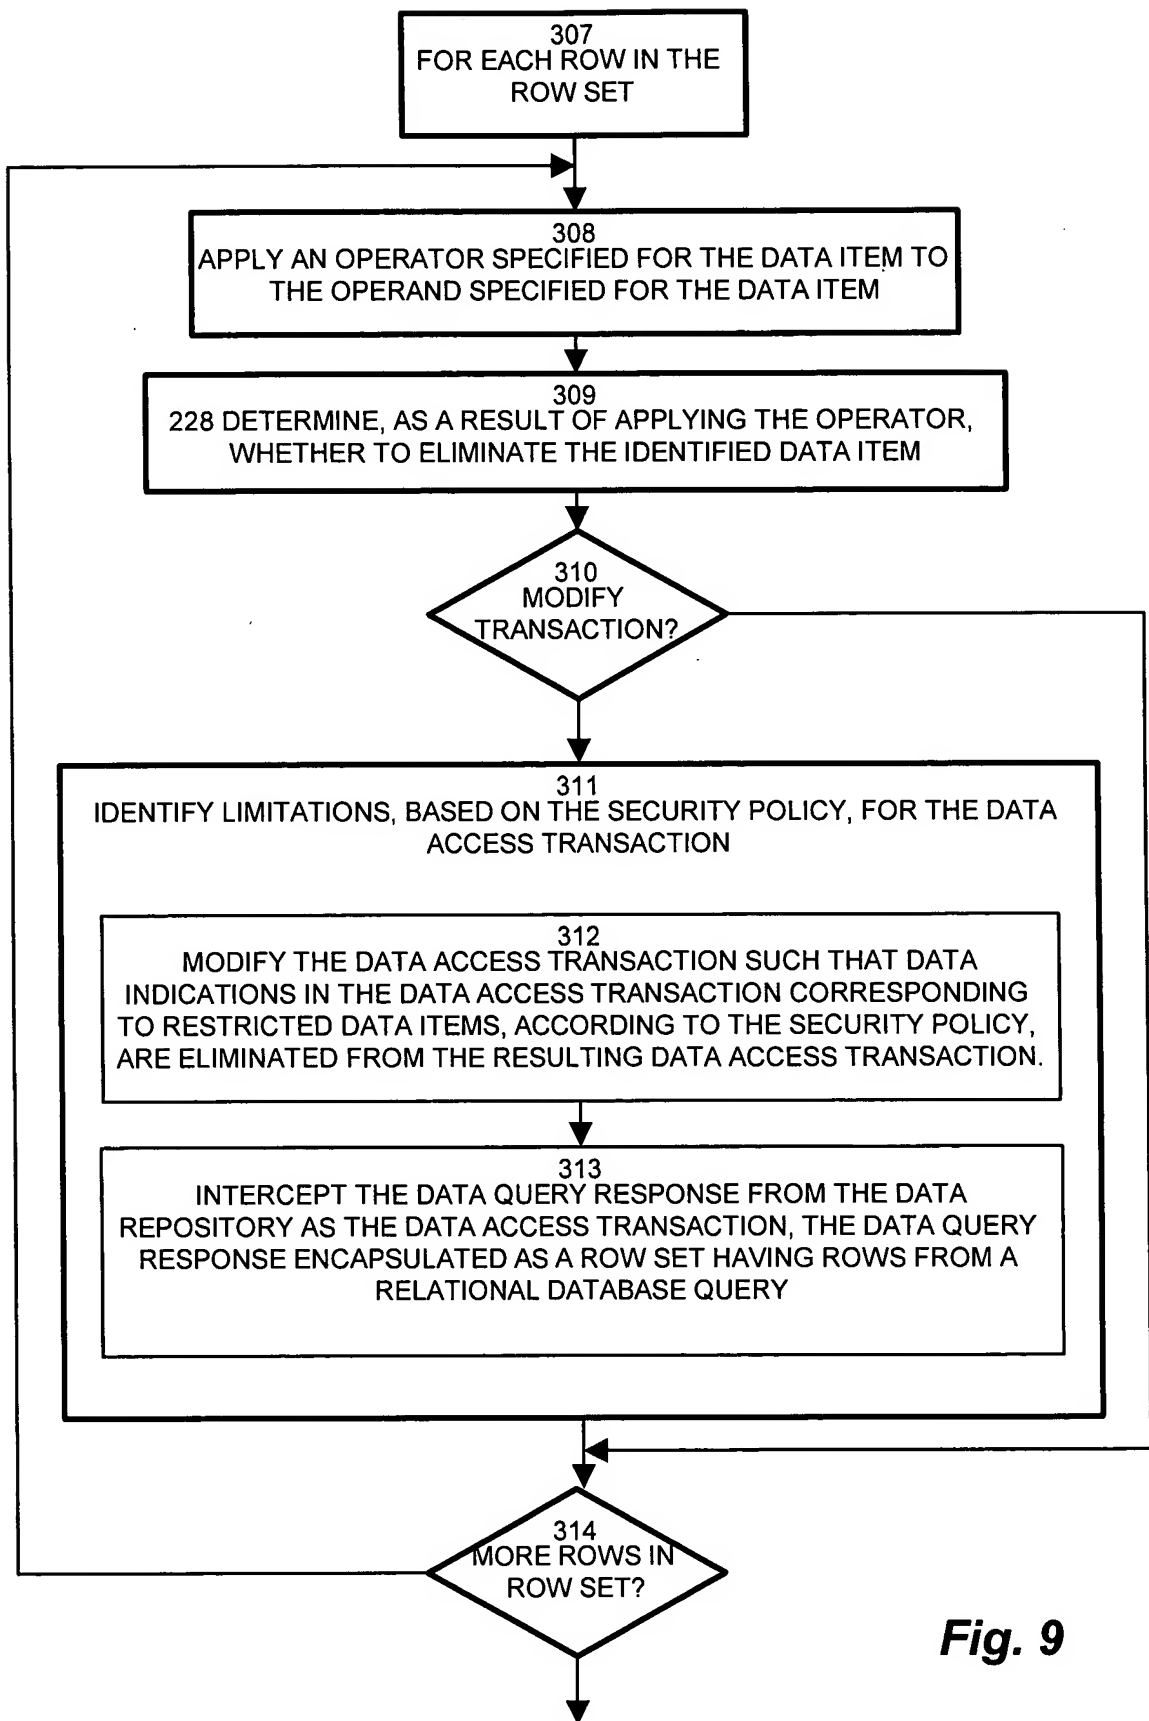 307
FOR EACH ROW IN THE
ROW SET
308
APPLY AN OPERATOR SPECIFIED FOR THE DATA ITEM TO
THE OPERAND SPECIFIED FOR THE DATA ITEM
309
228 DETERMINE, AS A RESULT OF APPLYING THE OPERATOR,
WHETHER TO ELIMINATE THE IDENTIFIED DATA ITEM
310
MODIFY
TRANSACTION?
311
IDENTIFY LIMITATIONS, BASED ON THE SECURITY POLICY, FOR THE DATA
ACCESS TRANSACTION
312
MODIFY THE DATA ACCESS TRANSACTION SUCH THAT DATA
INDICATIONS IN THE DATA ACCESS TRANSACTION CORRESPONDING
TO RESTRICTED DATA ITEMS, ACCORDING TO THE SECURITY POLICY,
ARE ELIMINATED FROM THE RESULTING DATA ACCESS TRANSACTION.
313
INTERCEPT THE DATA QUERY RESPONSE FROM THE DATA
REPOSITORY AS THE DATA ACCESS TRANSACTION, THE DATA QUERY
RESPONSE ENCAPSULATED AS A ROW SET HAVING ROWS FROM A
RELATIONAL DATABASE QUERY
314
MORE ROWS IN
ROW SET?
Fig. 9